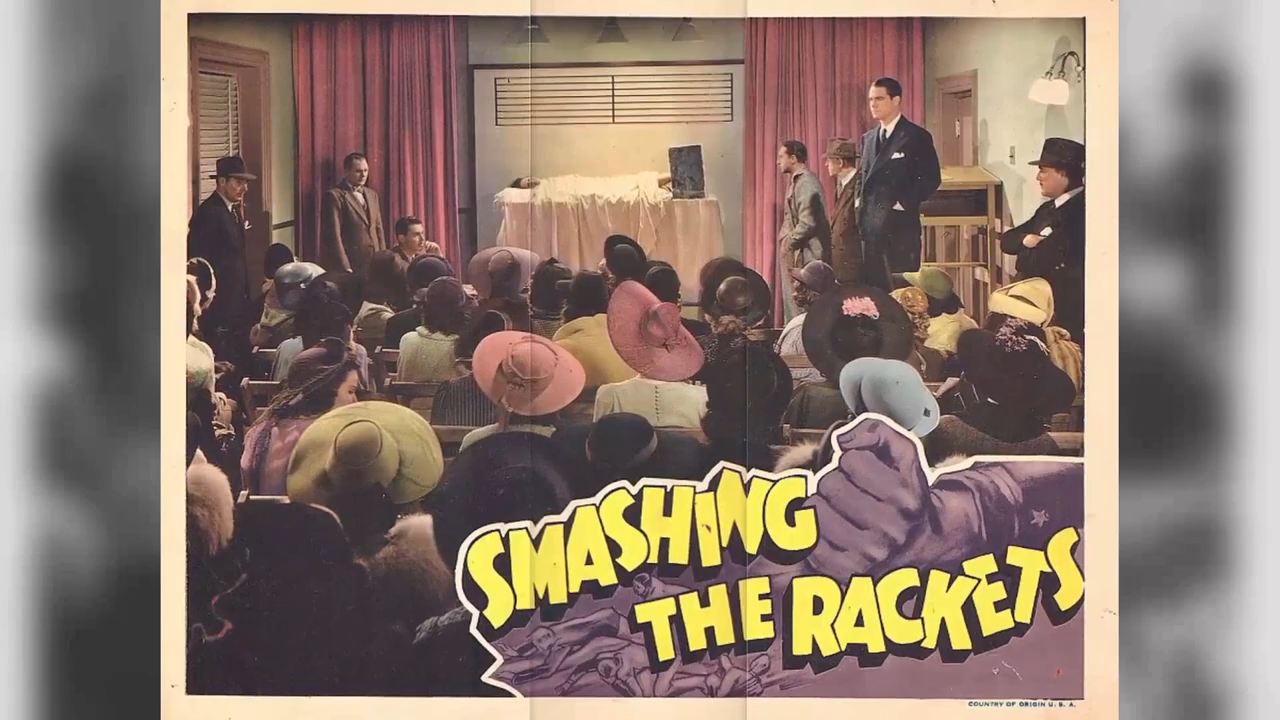 SMASHING
THE RACKETS
COUNTRY OF ORIGIN U. S. A.